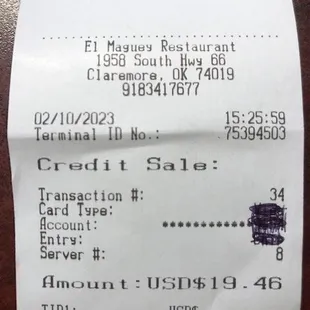 El Maguey Restaurant
1958 South Hwy 66
Claremore, OK 74019
9183417677
02/10/2023 15:25:59
Terminal ID No.: 75394503
Credit Sale:
Transaction #: 34
Card Type:
Account: ************
Entry:
Server #: 8
Amount: USD$19.46